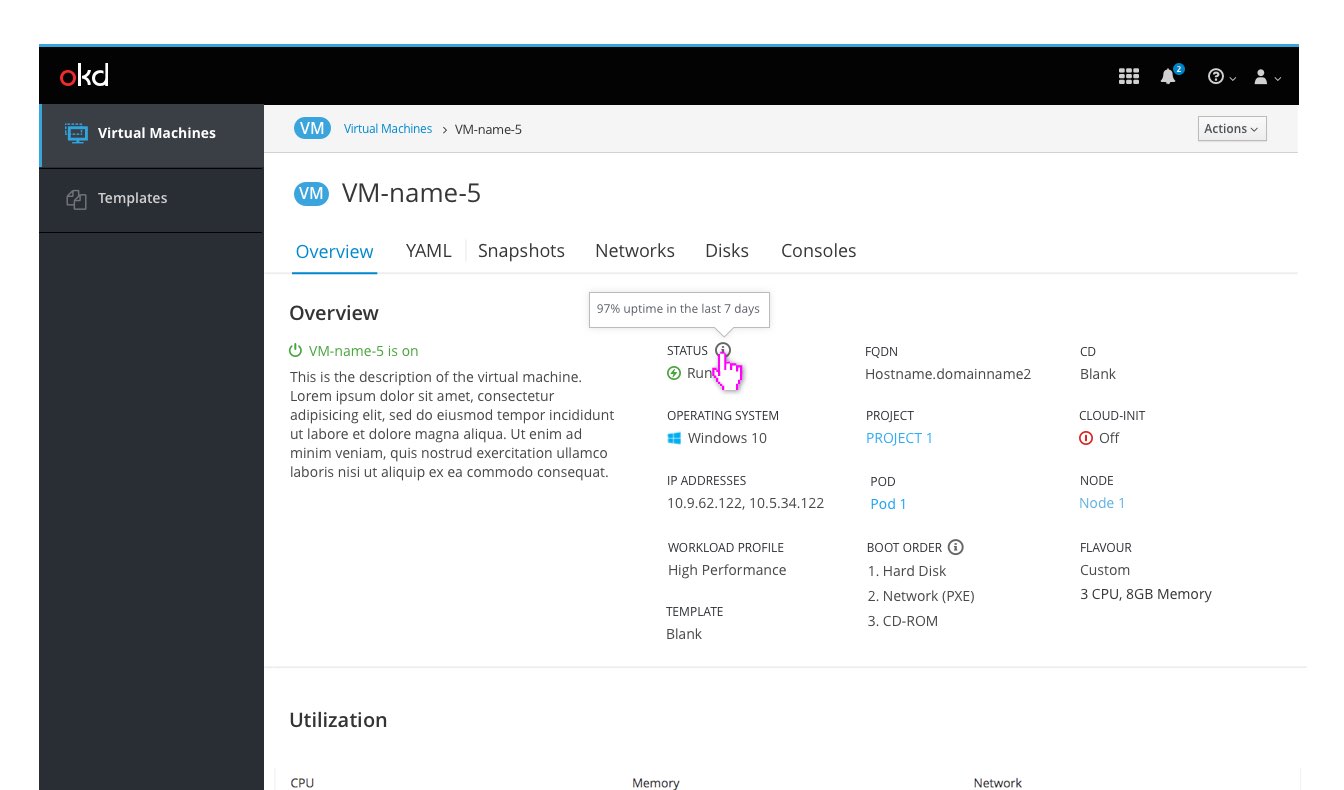 okd
2
Virtual Machines
Templates
VM Virtual Machines > VM-name-5
Actions
VM VM-name-5
Overview YAML Snapshots Networks Disks Consoles
Overview
97% uptime in the last 7 days
VM-name-5 is on
This is the description of the virtual machine.
Lorem ipsum dolor sit amet, consectetur
adipisicing elit, sed do eiusmod tempor incididunt
ut labore et dolore magna aliqua. Ut enim ad
minim veniam, quis nostrud exercitation ullamco
laboris nisi ut aliquip ex ea commodo consequat.
STATUS
Run
FQDN
Hostname.domainname2
CD
Blank
OPERATING SYSTEM
Windows 10
PROJECT
PROJECT 1
CLOUD-INIT
Off
IP ADDRESSES
10.9.62.122, 10.5.34.122
POD
Pod 1
NODE
Node 1
WORKLOAD PROFILE
High Performance
BOOT ORDER
1. Hard Disk
2. Network (PXE)
3. CD-ROM
FLAVOUR
Custom
3 CPU, 8GB Memory
TEMPLATE
Blank
Utilization
CPU
Memory
Network